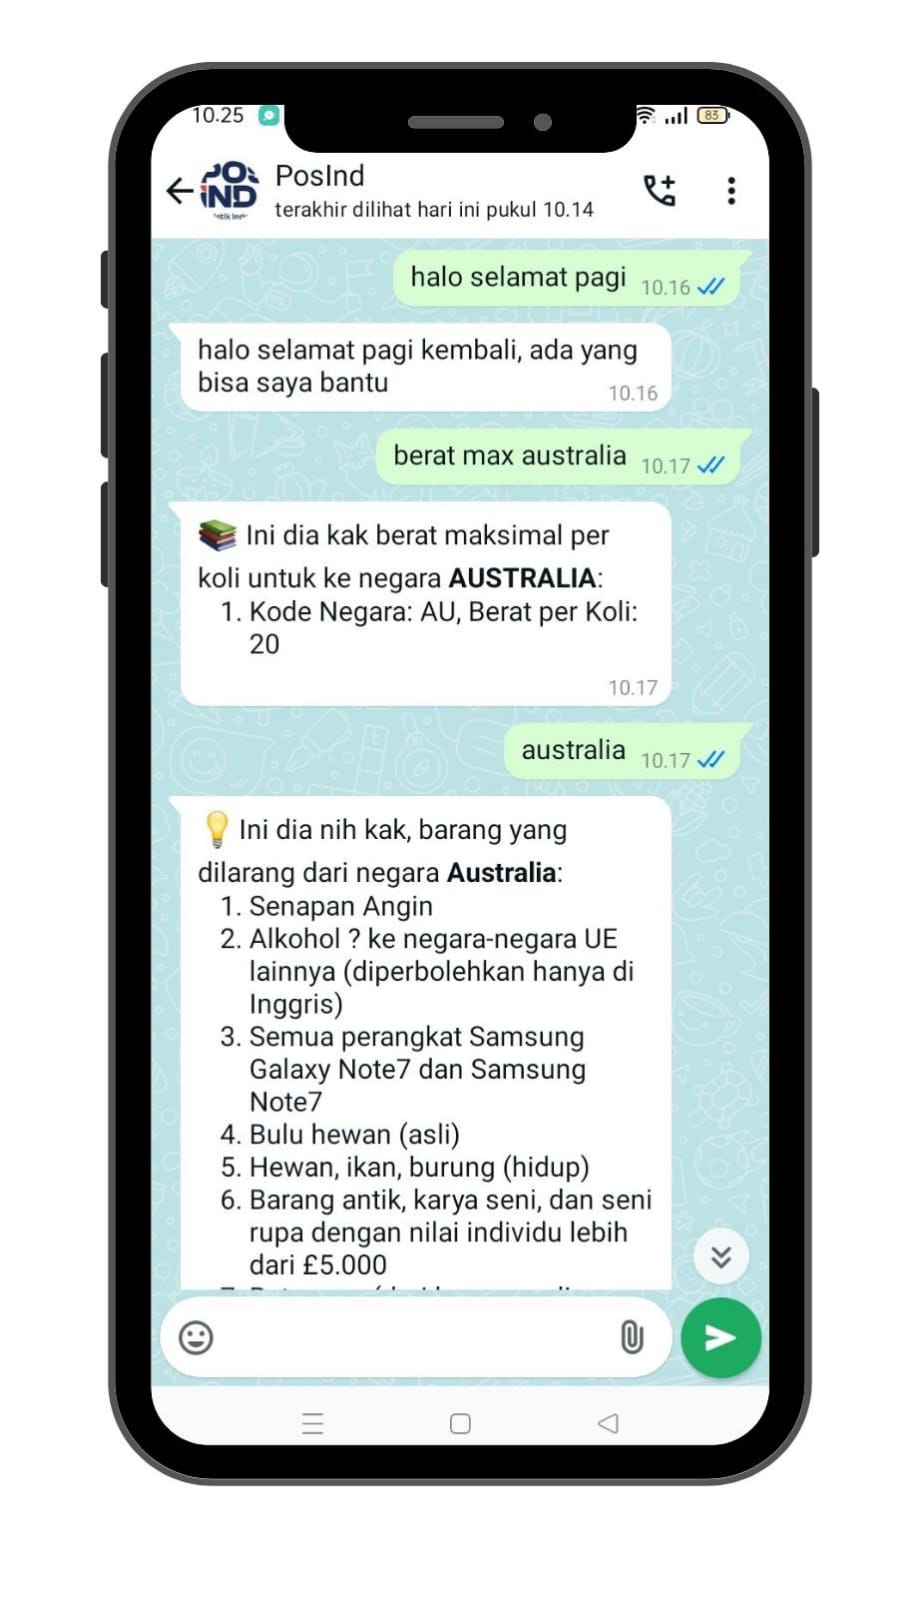 10.25
83
POS
IND
PosInd
terakhir dilihat hari ini pukul 10.14
halo selamat pagi 10.16
halo selamat pagi kembali, ada yang
bisa saya bantu
10.16
berat max australia 10.17
Ini dia kak berat maksimal per
koli untuk ke negara AUSTRALIA:
1. Kode Negara: AU, Berat per Koli:
20
10.17
australia 10.17
Ini dia nih kak, barang yang
dilarang dari negara Australia:
1. Senapan Angin
2. Alkohol ? ke negara-negara UE
lainnya (diperbolehkan hanya di
Inggris)
3. Semua perangkat Samsung
Galaxy Note7 dan Samsung
Note7
4. Bulu hewan (asli)
5. Hewan, ikan, burung (hidup)
6. Barang antik, karya seni, dan seni
rupa dengan nilai individu lebih
dari £5.000